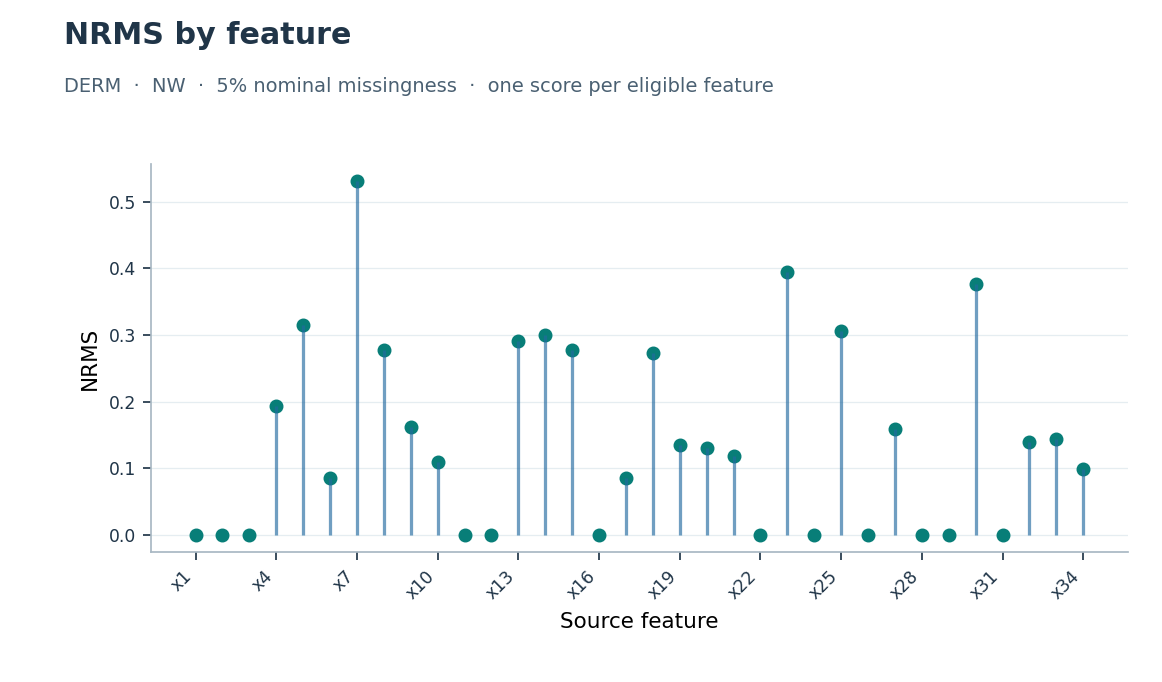 NRMS by feature
DERM · NW · 5% nominal missingness · one score per eligible feature
NRMS
0.5
0.4
0.3
0.2
0.1
0.0
x1 x4 x7 x10 x13 x16 x19 x22 x25 x28 x31 x34
Source feature